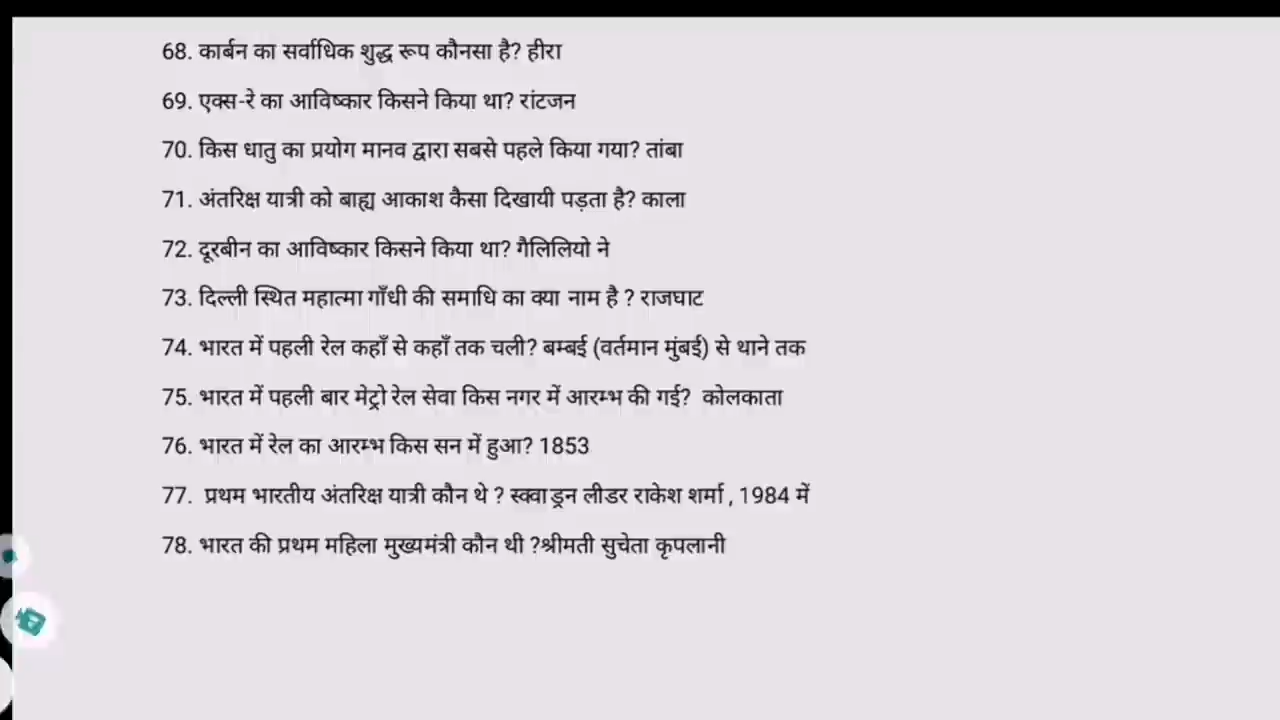 68. कार्बन का सर्वाधिक शुद्ध रूप कौनसा है? हीरा
69. एक्स-रे का आविष्कार किसने किया था? रांटजन
70. किस धातु का प्रयोग मानव द्वारा सबसे पहले किया गया? तांबा
71. अंतरिक्ष यात्री को बाह्य आकाश कैसा दिखायी पड़ता है? काला
72. दूरबीन का आविष्कार किसने किया था? गैलिलियो ने
73. दिल्ली स्थित महात्मा गाँधी की समाधि का क्या नाम है ? राजघाट
74. भारत में पहली रेल कहाँ से कहाँ तक चली? बम्बई (वर्तमान मुंबई) से थाने तक
75. भारत में पहली बार मेट्रो रेल सेवा किस नगर में आरम्भ की गई? कोलकाता
76. भारत में रेल का आरम्भ किस सन में हुआ? 1853
77. प्रथम भारतीय अंतरिक्ष यात्री कौन थे ? स्क्वाड्रन लीडर राकेश शर्मा , 1984 में
78. भारत की प्रथम महिला मुख्यमंत्री कौन थी ?श्रीमती सुचेता कृपलानी